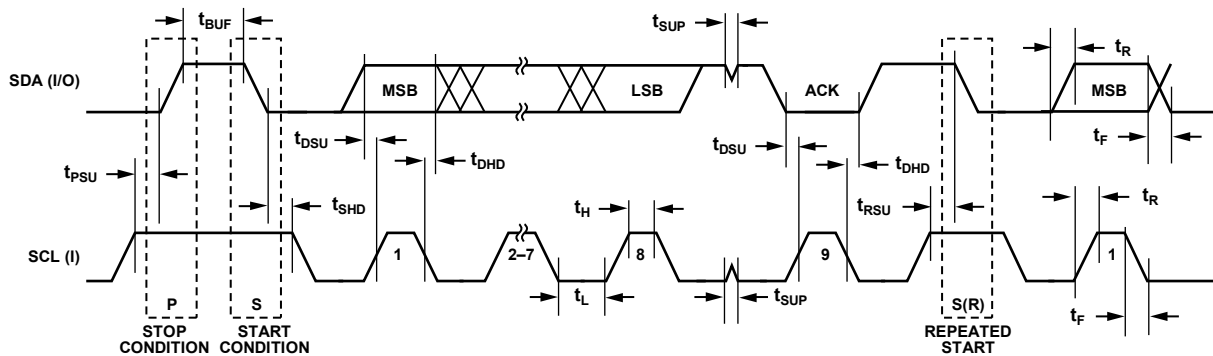 tBUF
tSUP
tR
SDA (I/O)
MSB
LSB
ACK
MSB
tDSU
tDHD
tDSU
tDHD
tF
tPSU
tSHD
tH
tRSU
tR
SCL (I)
1
2–7
8
9
1
tL
tSUP
tF
P
S
S(R)
STOP
CONDITION
START
CONDITION
REPEATED
START